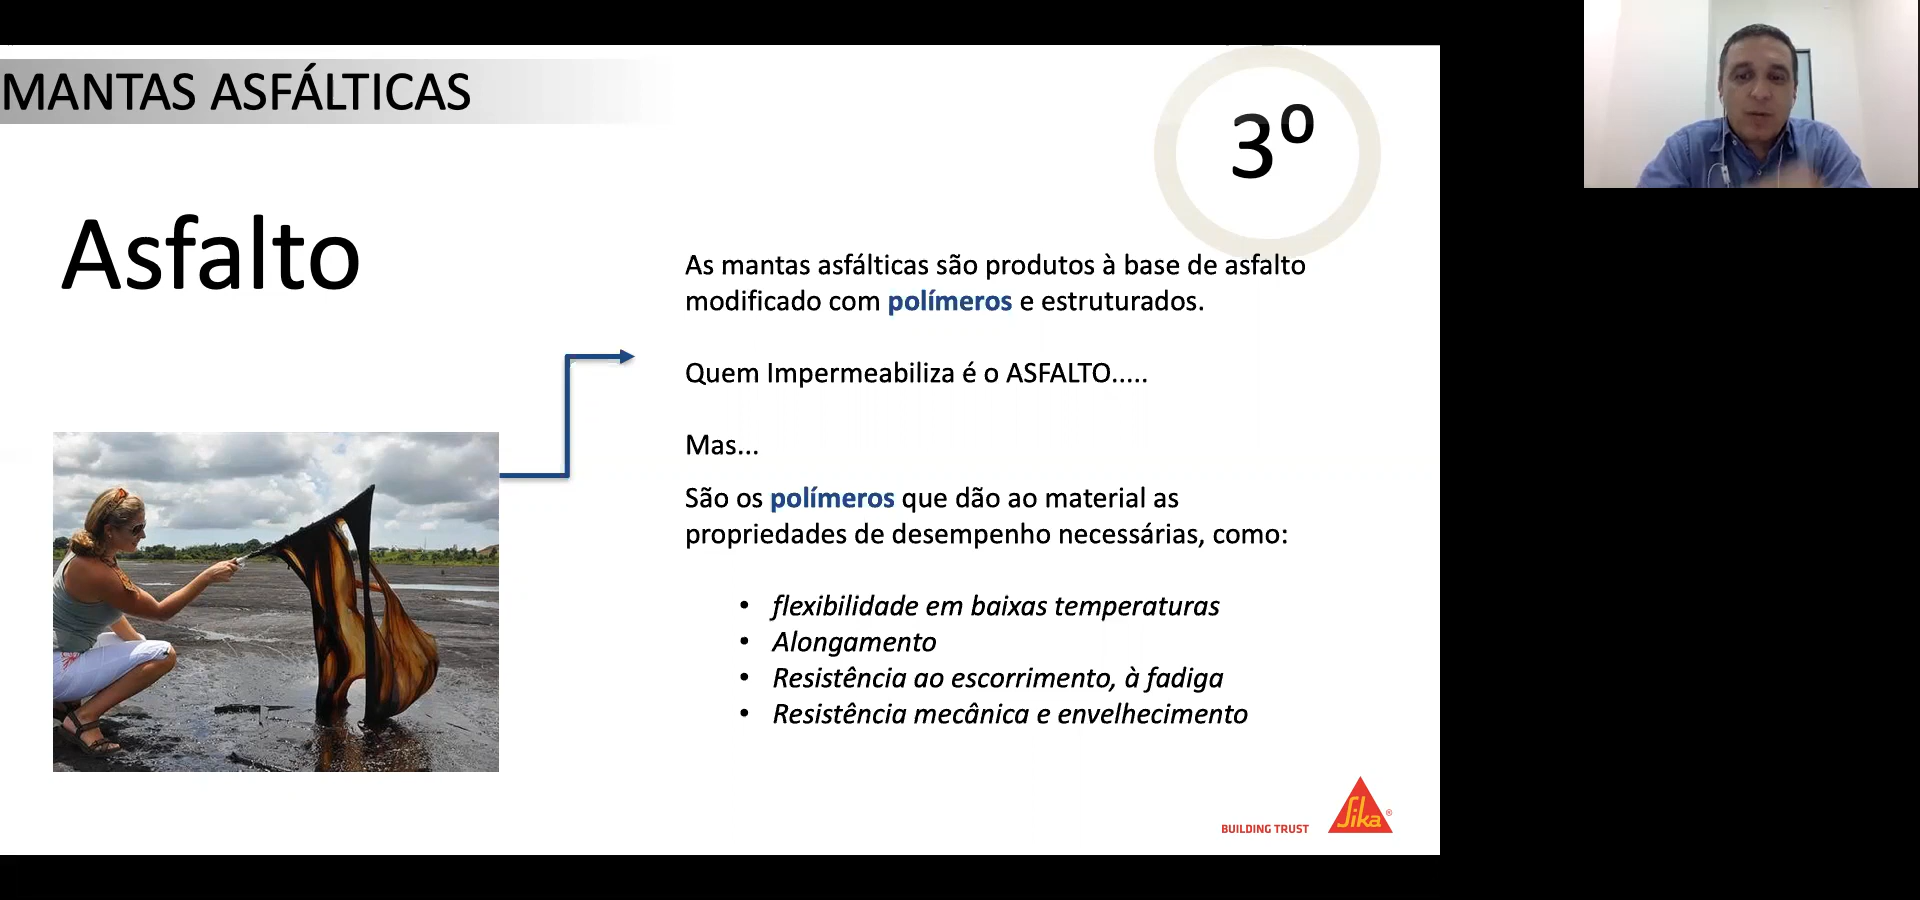 MANTAS ASFÁLTICAS
3º
Asfalto
As mantas asfálticas são produtos à base de asfalto
modificado com polímeros e estruturados.
Quem Impermeabiliza é o ASFALTO.....
Mas...
São os polímeros que dão ao material as
propriedades de desempenho necessárias, como:
• flexibilidade em baixas temperaturas
• Alongamento
• Resistência ao escorrimento, à fadiga
• Resistência mecânica e envelhecimento
BUILDING TRUST
Sika®